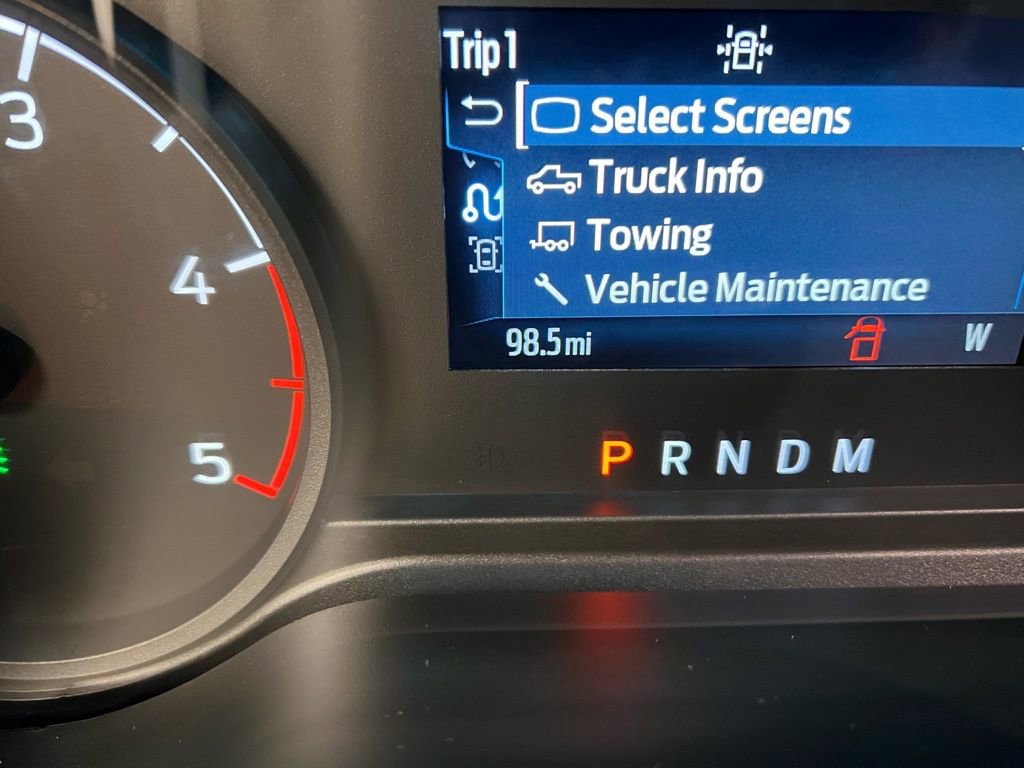 3
4
5
Trip 1
Select Screens
Truck Info
Towing
Vehicle Maintenance
98.5 mi
W
P R N D M